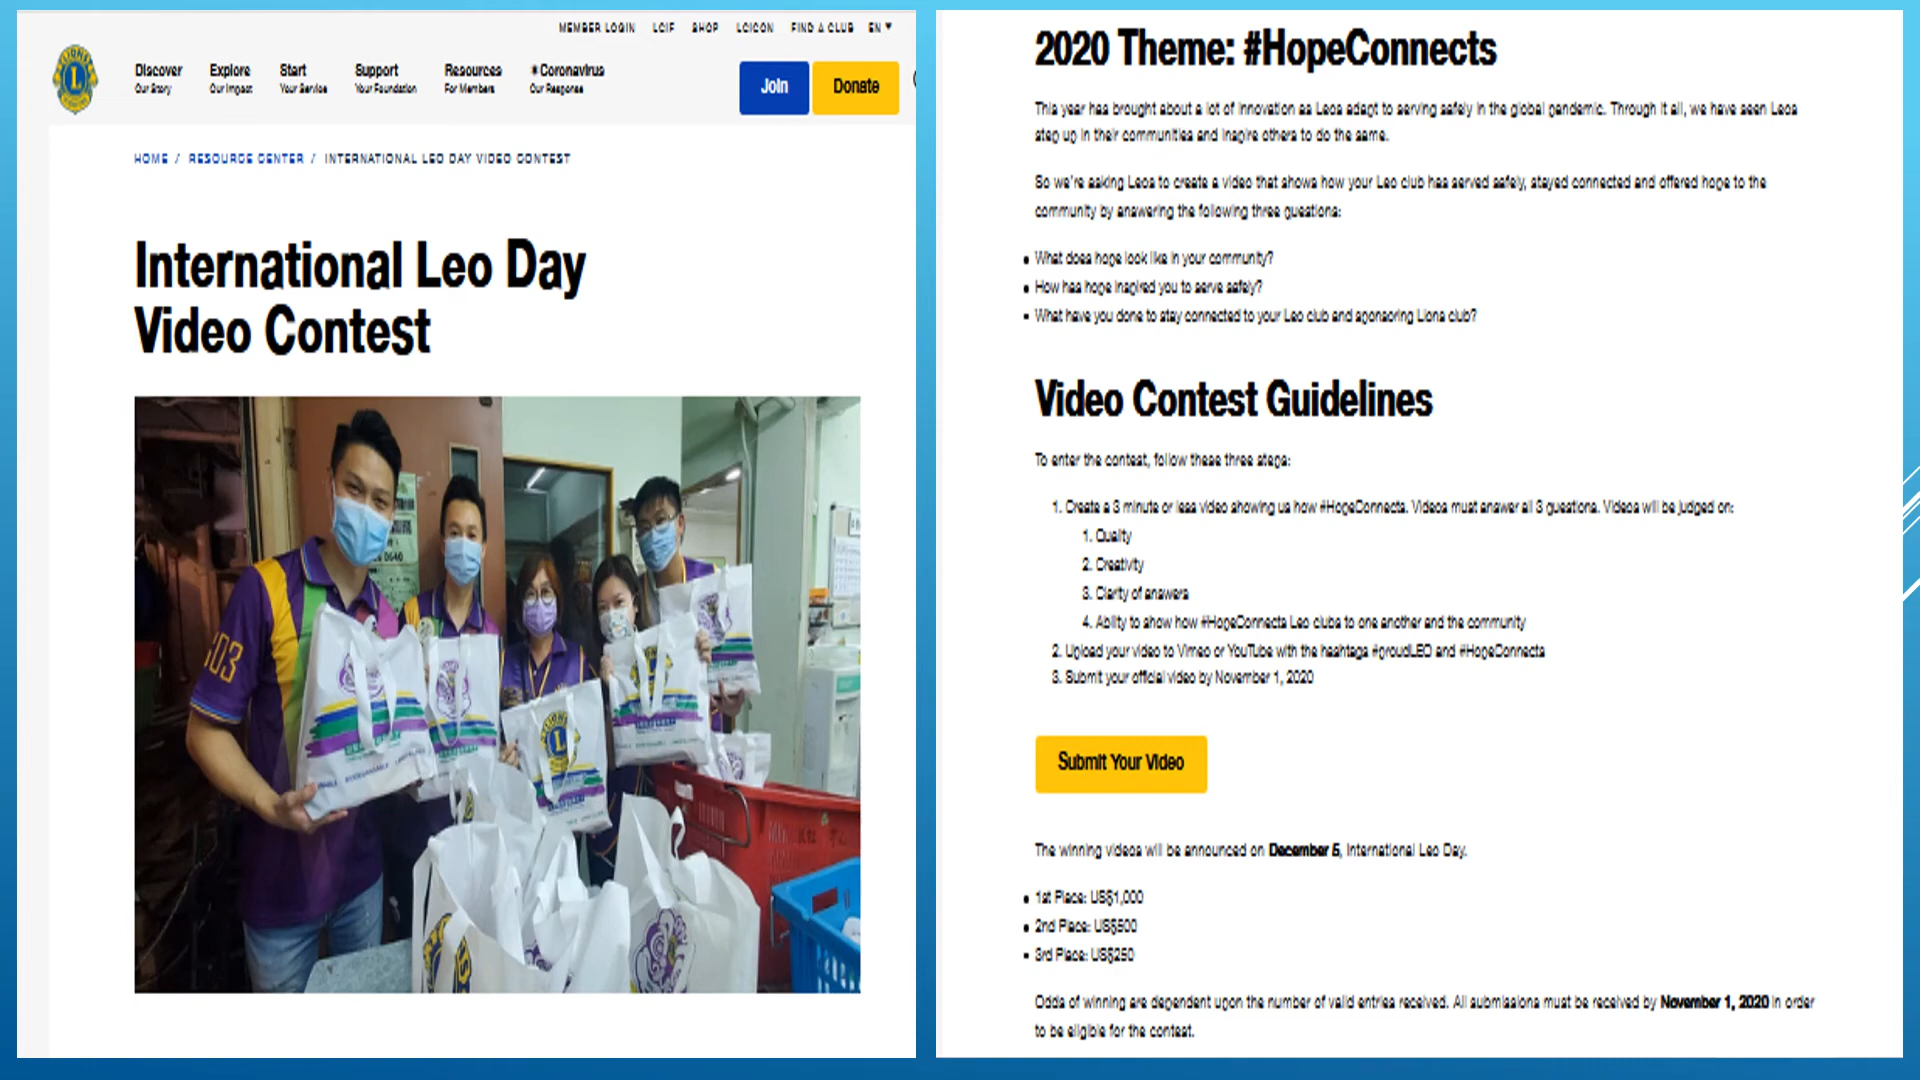 MEMBER LOGIN LCIF SHOP LCICON FIND A CLUB EN
Discover Explore Start Support Resources Coronavirus
Our Story Our Impact Your Service Your Foundation For Members Our Response
Join Donate
HOME / RESOURCE CENTER / INTERNATIONAL LEO DAY VIDEO CONTEST
International Leo Day
Video Contest
103
L
2020 Theme: #HopeConnects
This year has brought about a lot of innovation as Leos adapt to serving safely in the global pandemic. Through it all, we have seen Leos
step up in their communities and inspire others to do the same.
So we're asking Leos to create a video that shows how your Leo club has served safely, stayed connected and offered hope to the
community by answering the following three questions:
• What does hope look like in your community?
• How has hope inspired you to serve safely?
• What have you done to stay connected to your Leo club and sponsoring Lions club?
Video Contest Guidelines
To enter the contest, follow these three steps:
1. Create a 3 minute or less video showing us how #HopeConnects. Videos must answer all 3 questions. Videos will be judged on:
1. Quality
2. Creativity
3. Clarity of answers
4. Ability to show how #HopeConnects Leo clubs to one another and the community
2. Upload your video to Vimeo or YouTube with the hashtags #proudLEO and #HopeConnects
3. Submit your official video by November 1, 2020
Submit Your Video
The winning videos will be announced on December 5, International Leo Day.
• 1st Place: US$1,000
• 2nd Place: US$500
• 3rd Place: US$250
Odds of winning are dependent upon the number of valid entries received. All submissions must be received by November 1, 2020 in order
to be eligible for the contest.